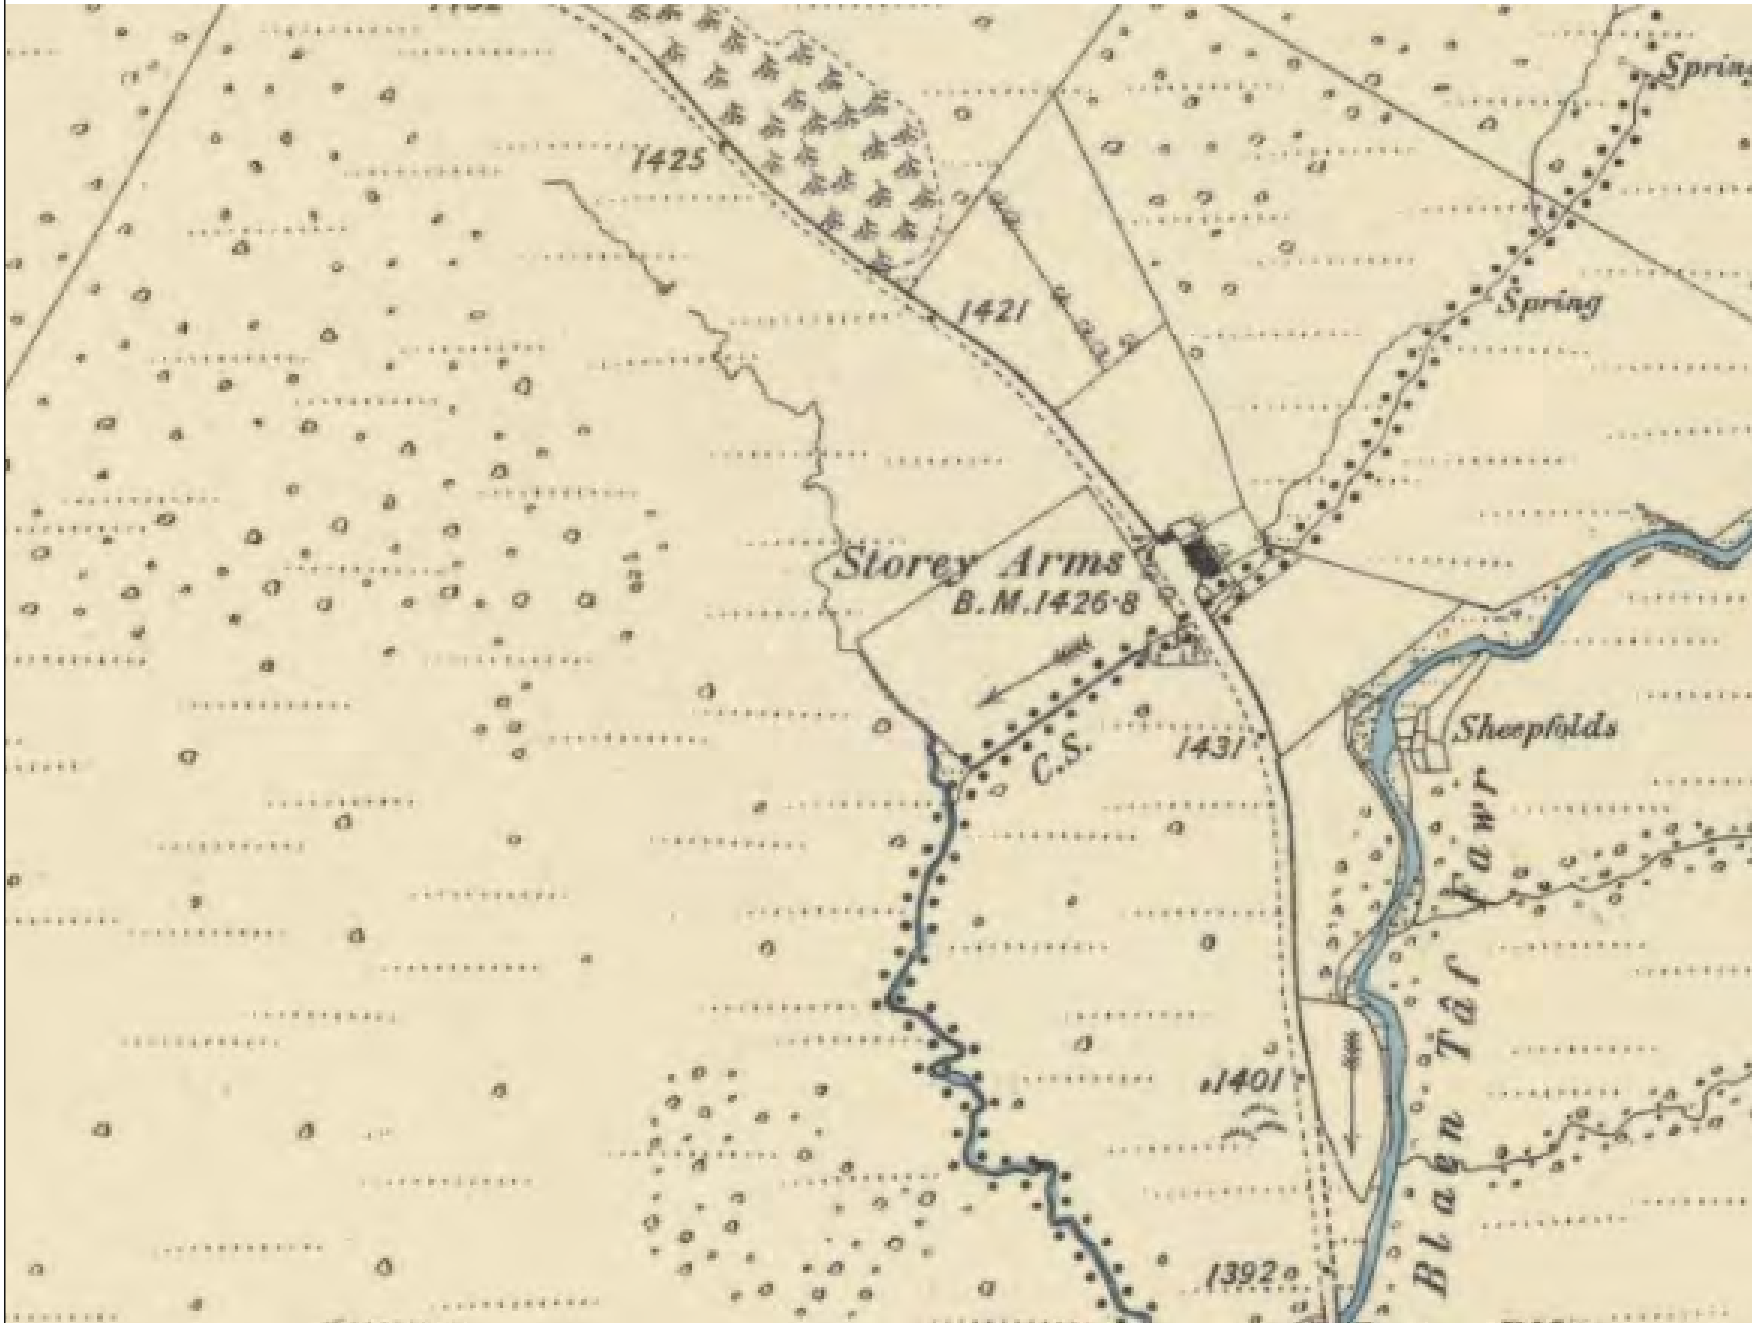 Spring
1425
Spring
1421
Storey Arms
B.M.1426·8
Sheepfolds
1431
C.S.
Blaen Tâf Fawr
1401
1392